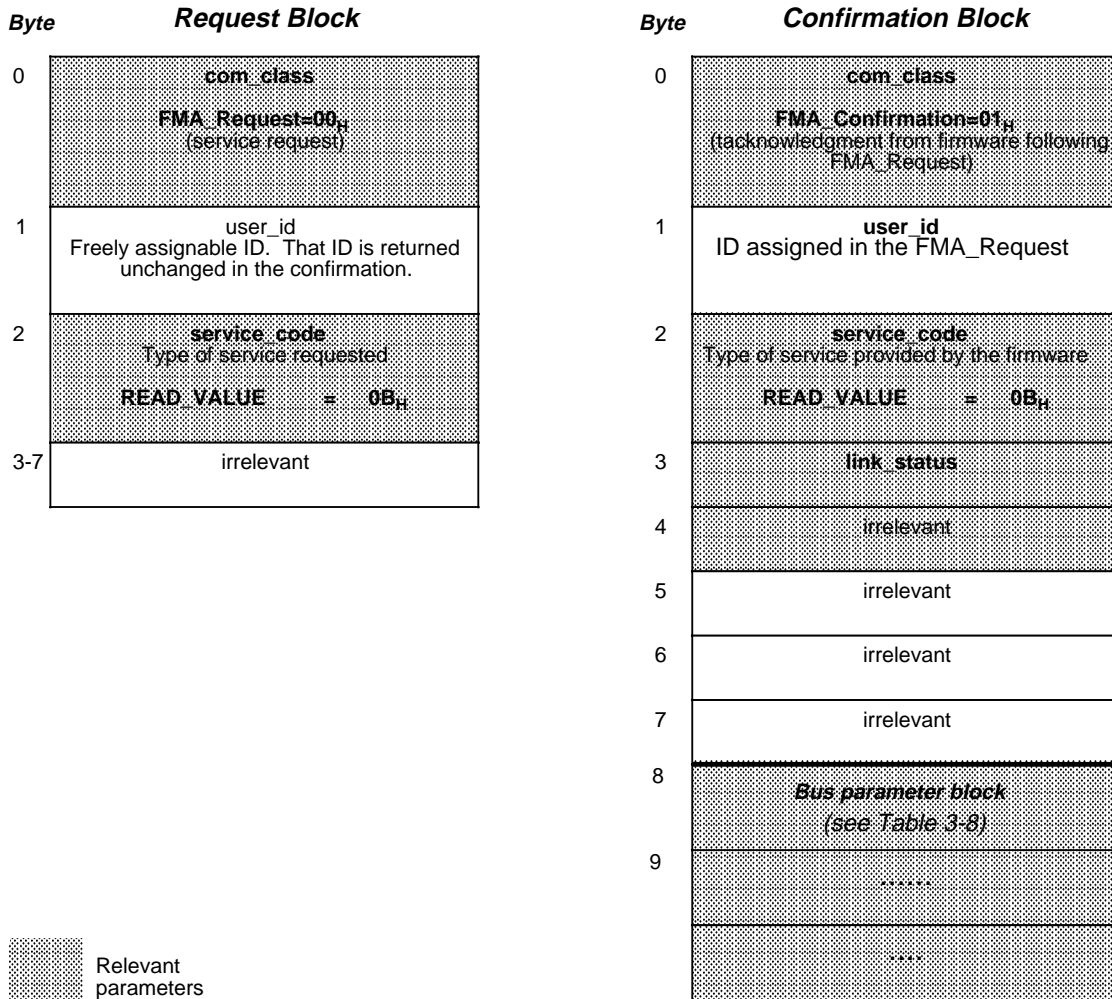 Byte
Request Block
0
com_class
FMA_Request=00H
(service request)
1
user_id
Freely assignable ID. That ID is returned
unchanged in the confirmation.
2
service_code
Type of service requested
READ_VALUE = 0BH
3-7
irrelevant
Byte
Confirmation Block
0
com_class
FMA_Confirmation=01H
(tacknowledgment from firmware following
FMA_Request)
1
user_id
ID assigned in the FMA_Request
2
service_code
Type of service provided by the firmware
READ_VALUE = 0BH
3
link_status
4
irrelevant
5
irrelevant
6
irrelevant
7
irrelevant
8
Bus parameter block
(see Table 3-8)
9
......
....
Relevant
parameters